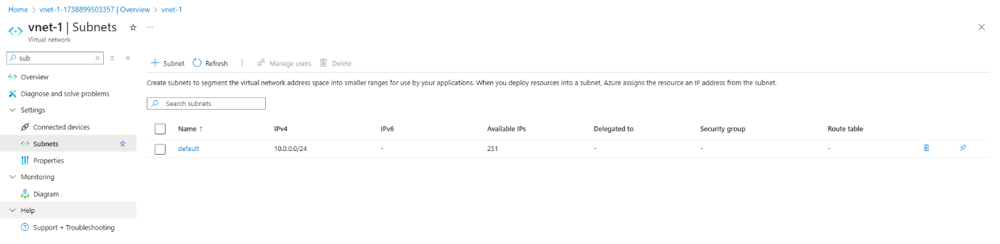 Home > vnet-1-1738899503357 | Overview > vnet-1
vnet-1 | Subnets
Virtual network
sub
Overview
Diagnose and solve problems
Settings
Connected devices
Subnets
Properties
Monitoring
Diagram
Help
Support + Troubleshooting
+ Subnet Refresh | Manage users Delete
Create subnets to segment the virtual network address space into smaller ranges for use by your applications. When you deploy resources into a subnet, Azure assigns the resource an IP address from the subnet.
Search subnets
Name ↑ IPv4 IPv6 Available IPs Delegated to Security group Route table
default 10.0.0.0/24 - 251 - - -